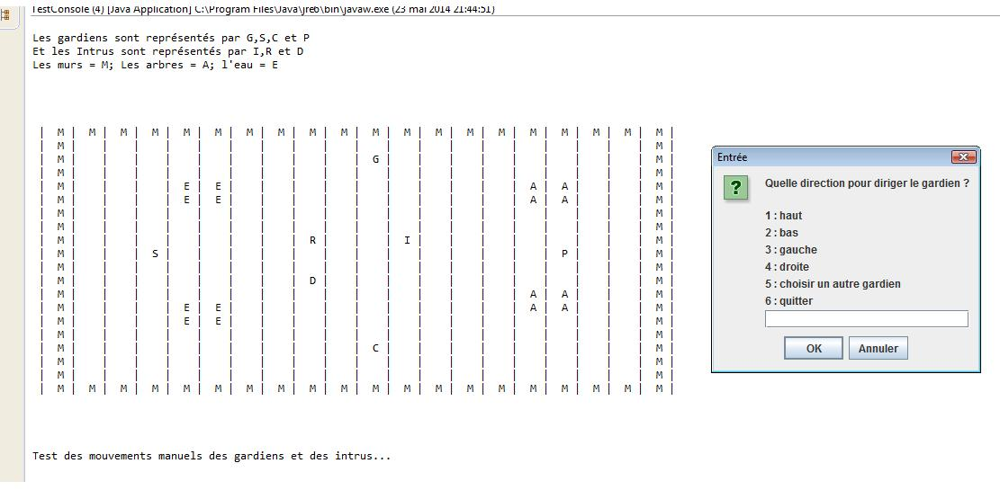 TestConsole (4) [Java Application] C:\Program Files\Java\jre6\bin\javaw.exe (23 mai 2014 21:44:51)
Les gardiens sont représentés par G,S,C et P
Et les Intrus sont représentés par I,R et D
Les murs = M; Les arbres = A; l'eau = E
| M | M | M | M | M | M | M | M | M | M | M | M | M | M | M | M | M | M | M | M |
| M |   |   |   |   |   |   |   |   |   |   |   |   |   |   |   |   |   |   | M |
| M |   |   |   |   |   |   |   |   |   | G |   |   |   |   |   |   |   |   | M |
| M |   |   |   |   |   |   |   |   |   |   |   |   |   |   |   |   |   |   | M |
| M |   |   |   | E | E |   |   |   |   |   |   |   |   |   | A | A |   |   | M |
| M |   |   |   | E | E |   |   |   |   |   |   |   |   |   | A | A |   |   | M |
| M |   |   |   |   |   |   |   |   |   |   |   |   |   |   |   |   |   |   | M |
| M |   |   |   |   |   |   |   |   |   |   |   |   |   |   |   |   |   |   | M |
| M |   |   |   |   |   |   |   | R |   |   | I |   |   |   |   |   |   |   | M |
| M |   |   | S |   |   |   |   |   |   |   |   |   |   |   |   | P |   |   | M |
| M |   |   |   |   |   |   |   |   |   |   |   |   |   |   |   |   |   |   | M |
| M |   |   |   |   |   |   |   | D |   |   |   |   |   |   |   |   |   |   | M |
| M |   |   |   |   |   |   |   |   |   |   |   |   |   |   | A | A |   |   | M |
| M |   |   |   | E | E |   |   |   |   |   |   |   |   |   | A | A |   |   | M |
| M |   |   |   | E | E |   |   |   |   |   |   |   |   |   |   |   |   |   | M |
| M |   |   |   |   |   |   |   |   |   |   |   |   |   |   |   |   |   |   | M |
| M |   |   |   |   |   |   |   |   |   | C |   |   |   |   |   |   |   |   | M |
| M |   |   |   |   |   |   |   |   |   |   |   |   |   |   |   |   |   |   | M |
| M |   |   |   |   |   |   |   |   |   |   |   |   |   |   |   |   |   |   | M |
| M | M | M | M | M | M | M | M | M | M | M | M | M | M | M | M | M | M | M | M |
Test des mouvements manuels des gardiens et des intrus...
Entrée
?
Quelle direction pour diriger le gardien ?
1 : haut
2 : bas
3 : gauche
4 : droite
5 : choisir un autre gardien
6 : quitter
OK
Annuler